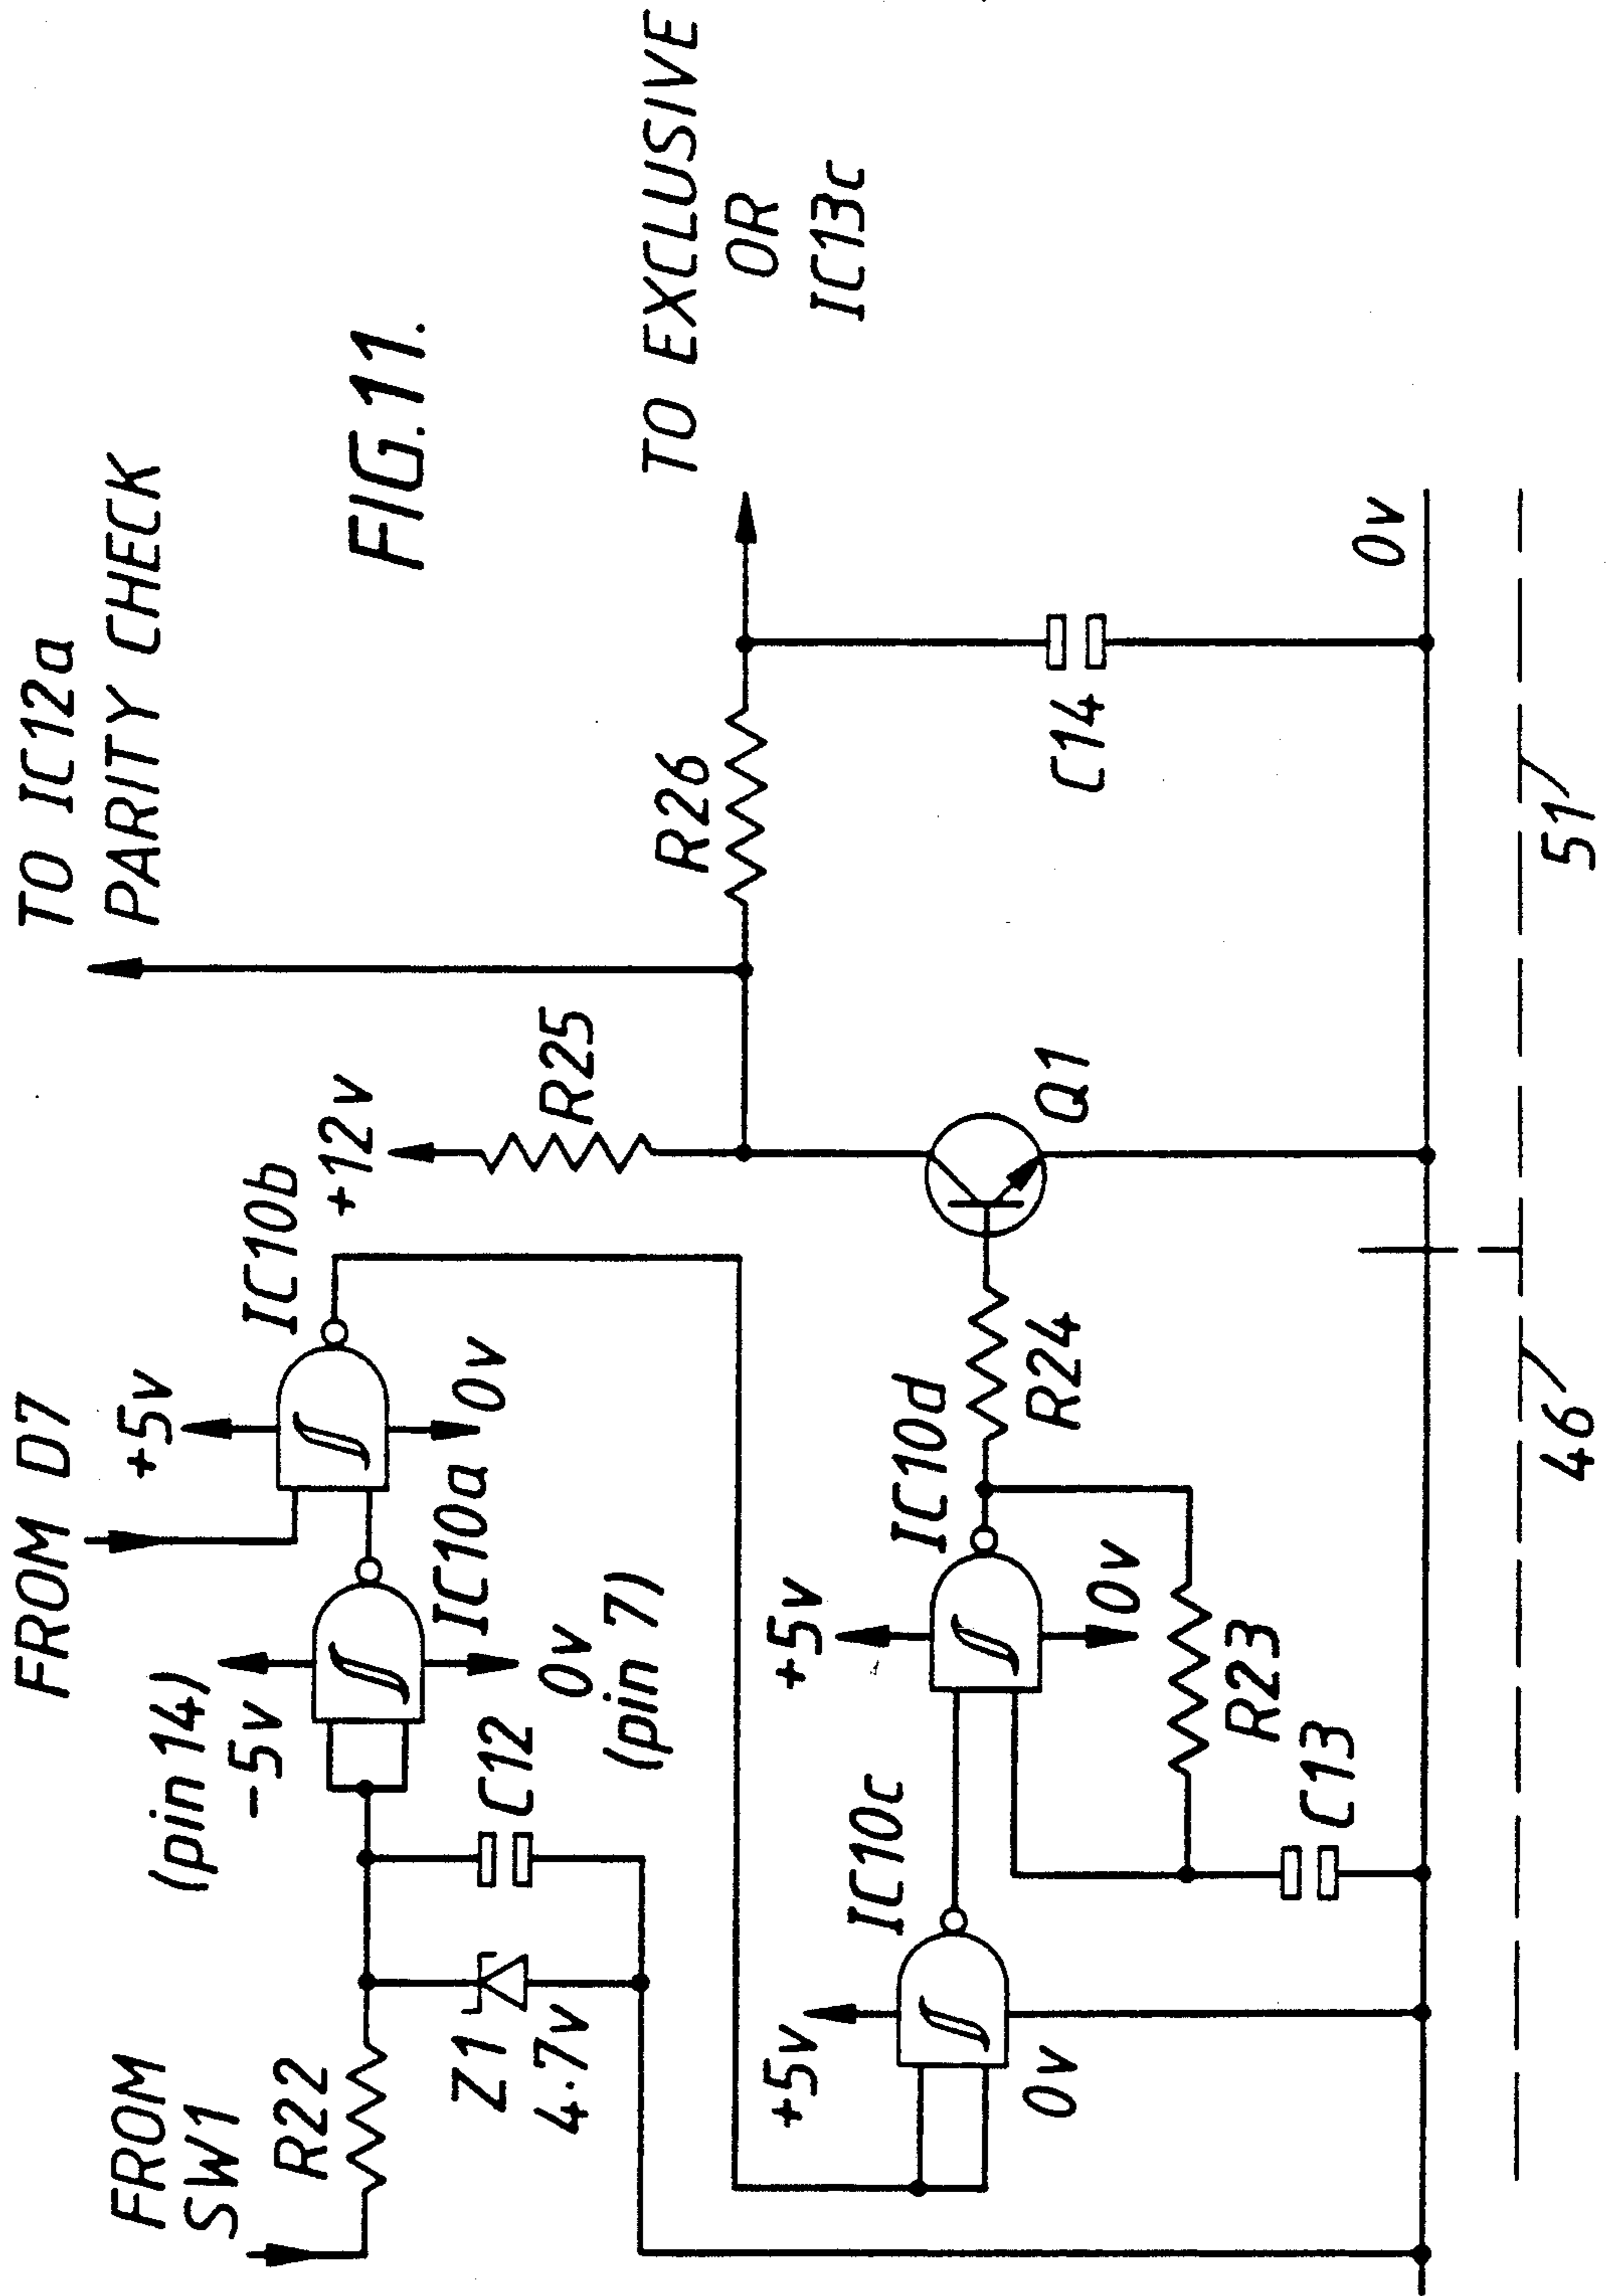 TO IC12a
PARITY CHECK
FIG.11.
FROM D7
+5v
IC10b
0v
+12v
R25
R26
TO EXCLUSIVE
OR
IC13c
FROM
SW1
R22
(pin 14)
-5v
IC10a
0v
(pin 7)
C12
Z1
4.7v
+5v
IC10c
0v
+5v
IC10d
0v
R24
R23
C13
Q1
C14
0v
46
51